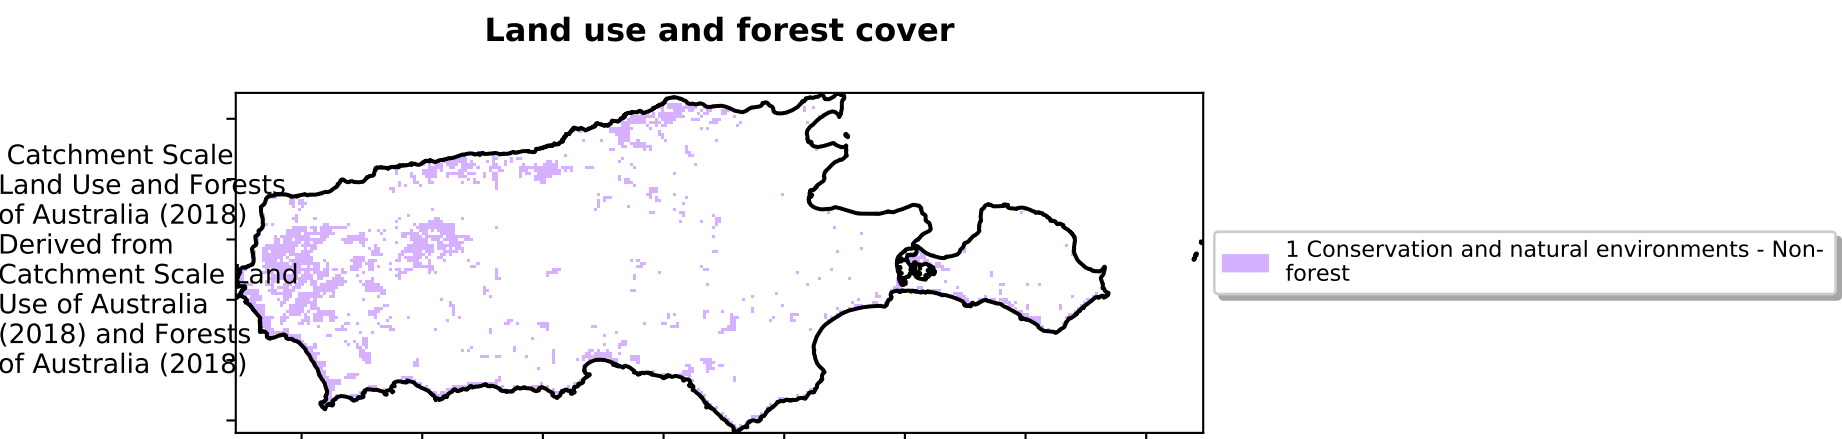 Land use and forest cover
Catchment Scale
Land Use and Forests
of Australia (2018)
Derived from
Catchment Scale Land
Use of Australia
(2018) and Forests
of Australia (2018)
1 Conservation and natural environments - Non-
forest